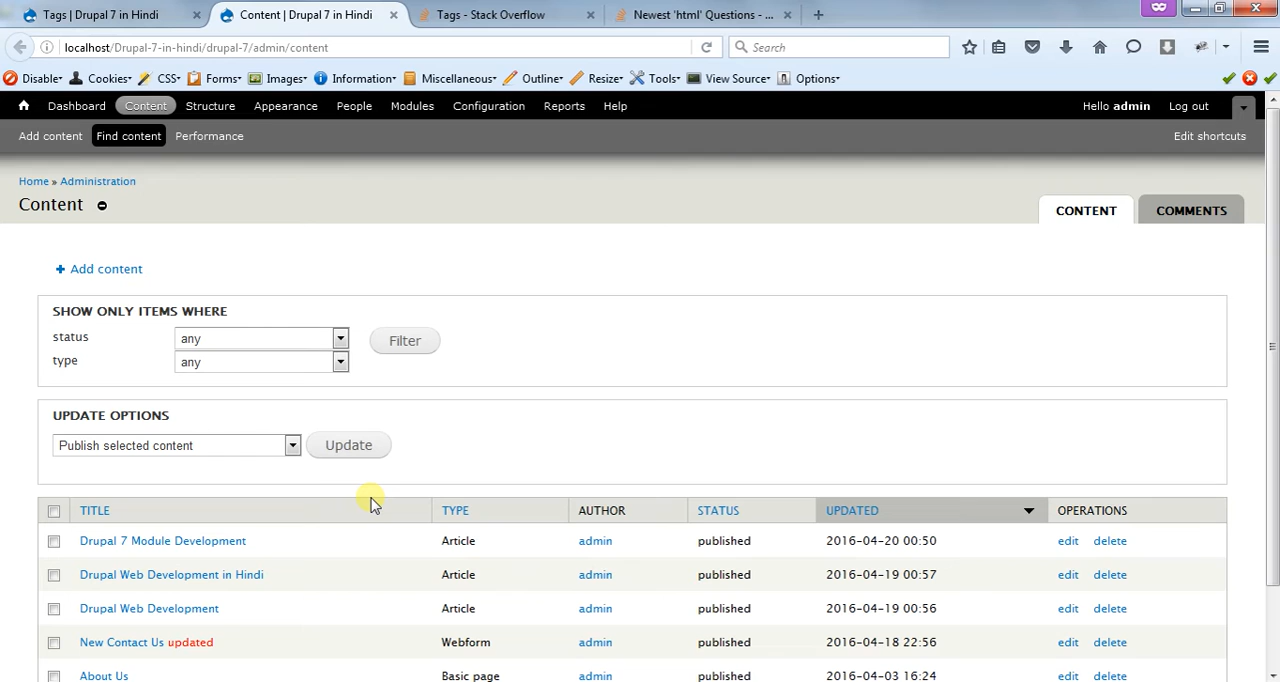 Tags | Drupal 7 in Hindi × Content | Drupal 7 in Hindi × Tags - Stack Overflow × Newest 'html' Questions - ... × +
localhost/Drupal-7-in-hindi/drupal-7/admin/content Search
Disable Cookies CSS Forms Images Information Miscellaneous Outline Resize Tools View Source Options
Dashboard Content Structure Appearance People Modules Configuration Reports Help Hello admin Log out
Add content Find content Performance Edit shortcuts
Home » Administration
Content CONTENT COMMENTS
+ Add content
SHOW ONLY ITEMS WHERE
status any Filter
type any
UPDATE OPTIONS
Publish selected content Update
TITLE TYPE AUTHOR STATUS UPDATED OPERATIONS
Drupal 7 Module Development Article admin published 2016-04-20 00:50 edit delete
Drupal Web Development in Hindi Article admin published 2016-04-19 00:57 edit delete
Drupal Web Development Article admin published 2016-04-19 00:56 edit delete
New Contact Us updated Webform admin published 2016-04-18 22:56 edit delete
About Us Basic page admin published 2016-04-03 16:24 edit delete